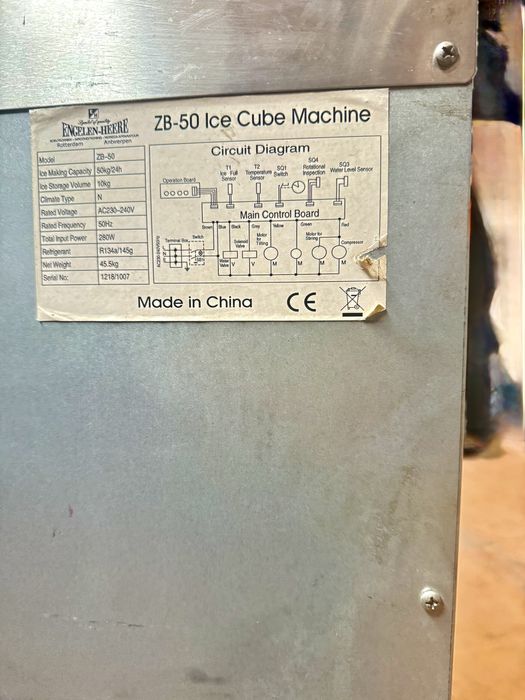 Symbol of quality
ENGELEN-HEERE
Rotterdam Antwerpen
ZB-50 Ice Cube Machine
Model ZB-50
Ice Making Capacity 50kg/24h
Ice Storage Volume 10kg
Climate Type N
Rated Voltage AC230-240V
Rated Frequency 50Hz
Total Input Power 280W
Refrigerant R134a/145g
Net Weight 45.5kg
Serial No: 1218/1007
Circuit Diagram
Operation Board
T1
Ice Full
Sensor
T2
Temperature
Sensor
SQ1
Switch
SQ4
Rotational
Inspection
SQ3
Water Level Sensor
Main Control Board
Brown Blue Black Grey Yellow Green Red
Terminal Box
Switch
Water
Valve
Solenoid
Valve
Motor
for
Tilting
Motor for
Stirring
Compressor
V V M M M M
Made in China CE